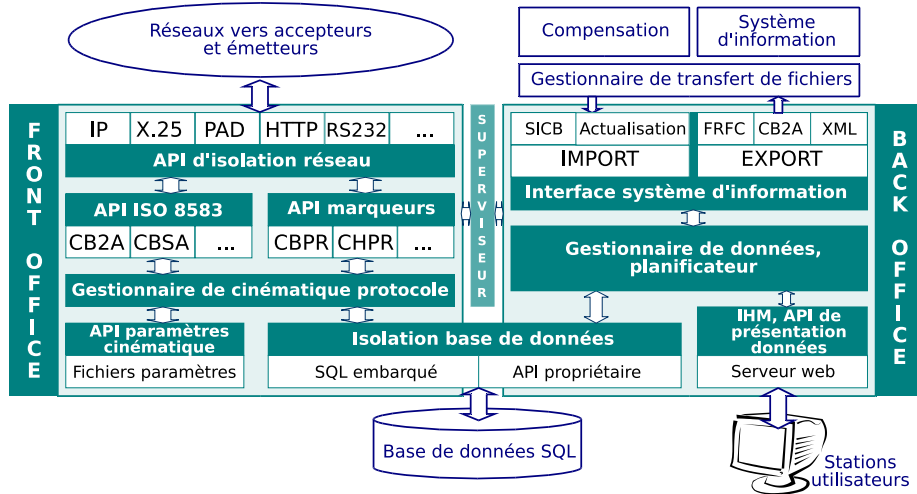 Réseaux vers accepteurs
et émetteurs
Compensation
Système
d'information
Gestionnaire de transfert de fichiers
FRONT OFFICE
IP
X.25
PAD
HTTP
RS232
...
API d'isolation réseau
API ISO 8583
CB2A
CBSA
...
API marqueurs
CBPR
CHPR
...
Gestionnaire de cinématique protocole
API paramètres
cinématique
Fichiers paramètres
Isolation base de données
SQL embarqué
API propriétaire
SUPERVISEUR
SICB
Actualisation
IMPORT
FRFC
CB2A
XML
EXPORT
Interface système d'information
Gestionnaire de données,
planificateur
IHM, API de
présentation
données
Serveur web
BACK OFFICE
Base de données SQL
Stations
utilisateurs